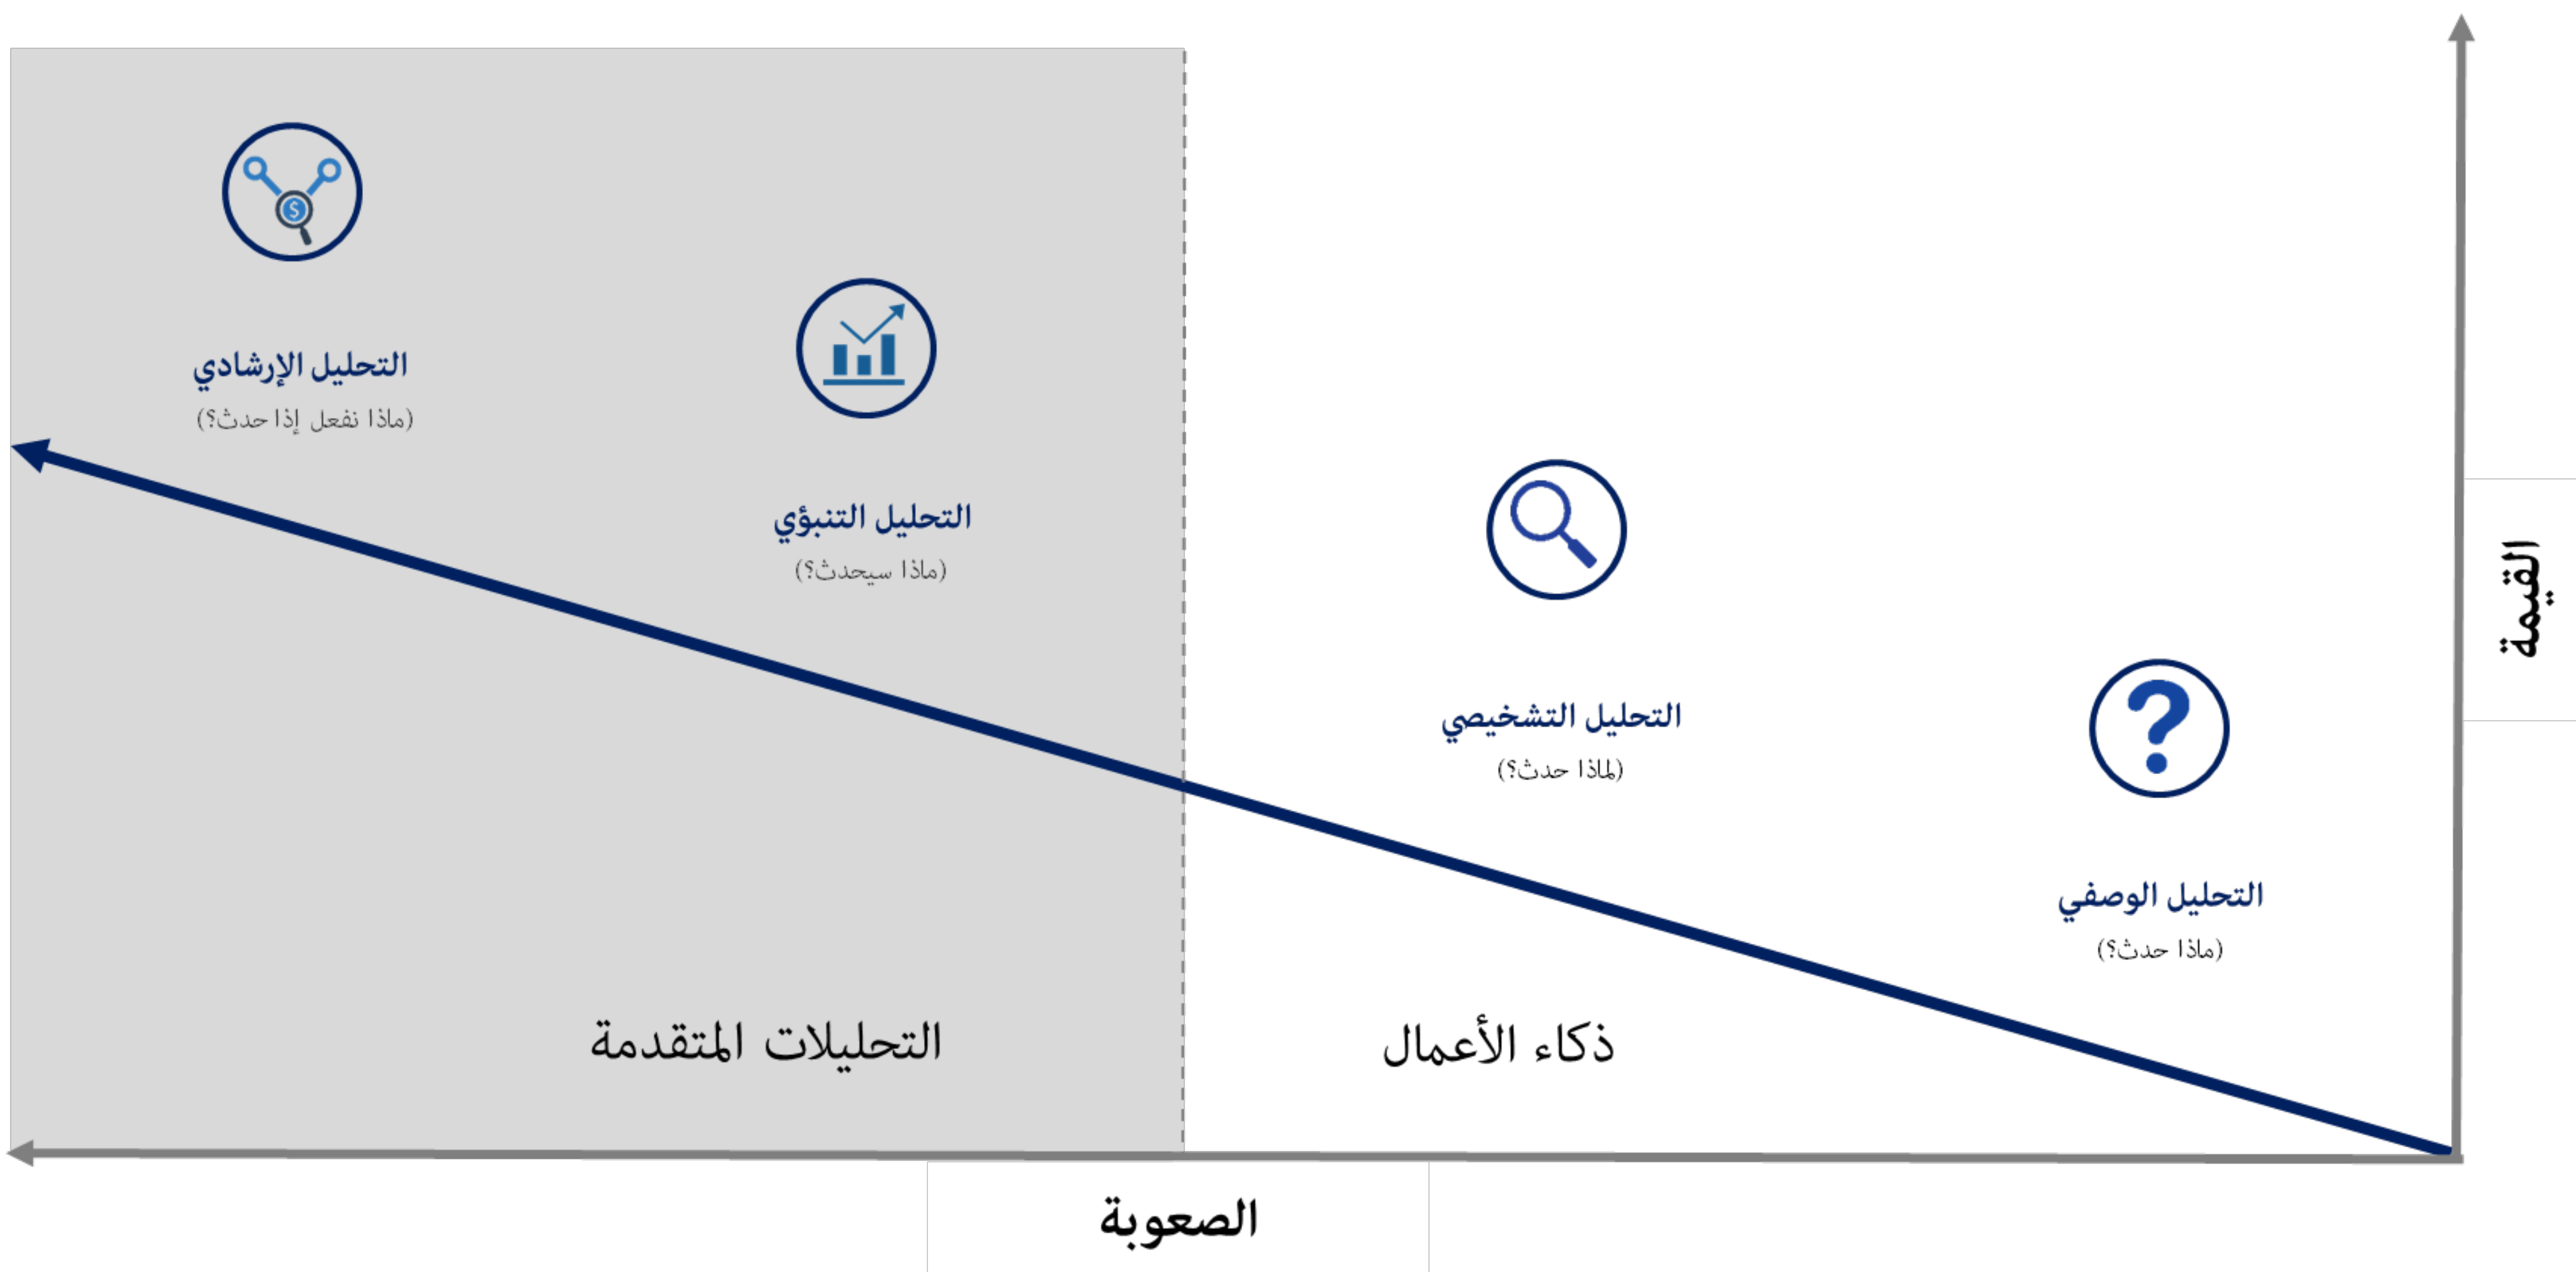 القيمة
التحليل الوصفي
(ماذا حدث؟)
التحليل التشخيصي
(لماذا حدث؟)
ذكاء الأعمال
التحليل التنبؤي
(ماذا سيحدث؟)
التحليل الإرشادي
(ماذا نفعل إذا حدث؟)
التحليلات المتقدمة
الصعوبة